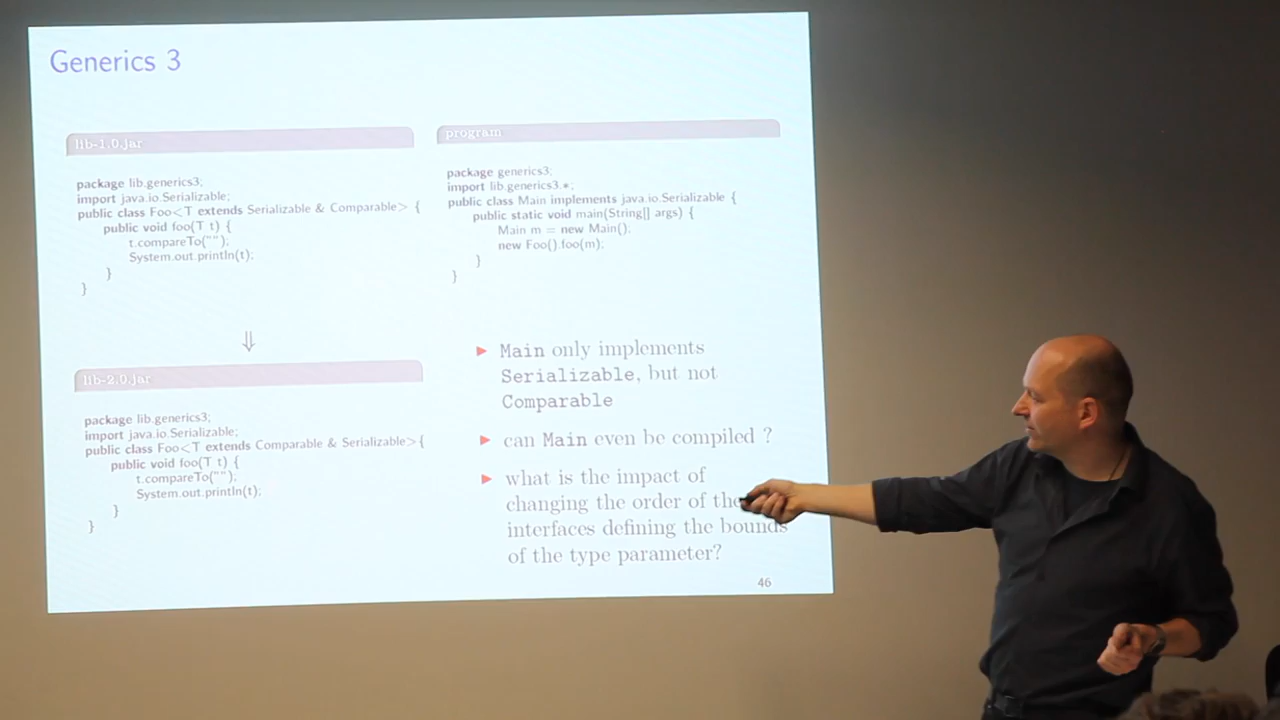 Generics 3
lib-1.0.jar
package lib.generics3;
import java.io.Serializable;
public class Foo<T extends Serializable & Comparable> {
public void foo(T t) {
t.compareTo("");
System.out.println(t);
}
}
⇓
lib-2.0.jar
package lib.generics3;
import java.io.Serializable;
public class Foo<T extends Comparable & Serializable>{
public void foo(T t) {
t.compareTo("");
System.out.println(t);
}
}
program
package generics3;
import lib.generics3.*;
public class Main implements java.io.Serializable {
public static void main(String[] args) {
Main m = new Main();
new Foo().foo(m);
}
}
▶ Main only implements
Serializable, but not
Comparable
▶ can Main even be compiled ?
▶ what is the impact of
changing the order of the
interfaces defining the bounds
of the type parameter?
46